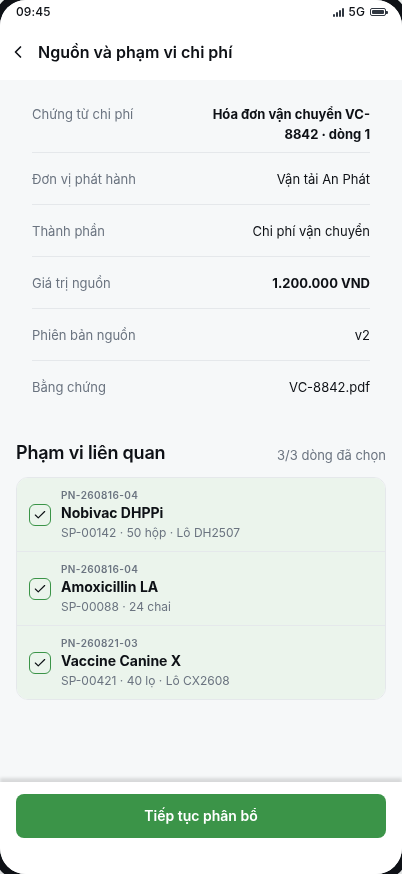 09:45
5G
Nguồn và phạm vi chi phí
Chứng từ chi phí
Hóa đơn vận chuyển VC-
8842 · dòng 1
Đơn vị phát hành
Vận tải An Phát
Thành phần
Chi phí vận chuyển
Giá trị nguồn
1.200.000 VND
Phiên bản nguồn
v2
Bằng chứng
VC-8842.pdf
Phạm vi liên quan
3/3 dòng đã chọn
PN-260816-04
Nobivac DHPPi
SP-00142 · 50 hộp · Lô DH2507
PN-260816-04
Amoxicillin LA
SP-00088 · 24 chai
PN-260821-03
Vaccine Canine X
SP-00421 · 40 lọ · Lô CX2608
Tiếp tục phân bổ